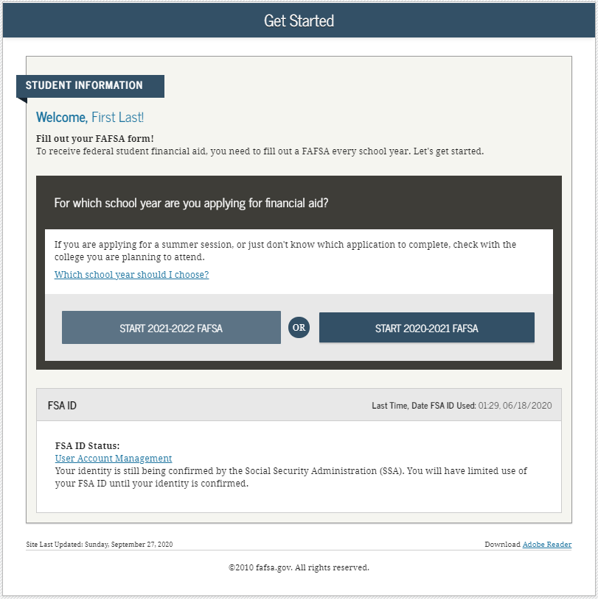 Get Started
STUDENT INFORMATION
Welcome, First Last!
Fill out your FAFSA form!
To receive federal student financial aid, you need to fill out a FAFSA every school year. Let's get started.
For which school year are you applying for financial aid?
If you are applying for a summer session, or just don't know which application to complete, check with the
college you are planning to attend.
Which school year should I choose?
START 2021-2022 FAFSA
OR
START 2020-2021 FAFSA
FSA ID
Last Time, Date FSA ID Used: 01:29, 06/18/2020
FSA ID Status:
User Account Management
Your identity is still being confirmed by the Social Security Administration (SSA). You will have limited use of
your FSA ID until your identity is confirmed.
Site Last Updated: Sunday, September 27, 2020
Download Adobe Reader
©2010 fafsa.gov. All rights reserved.